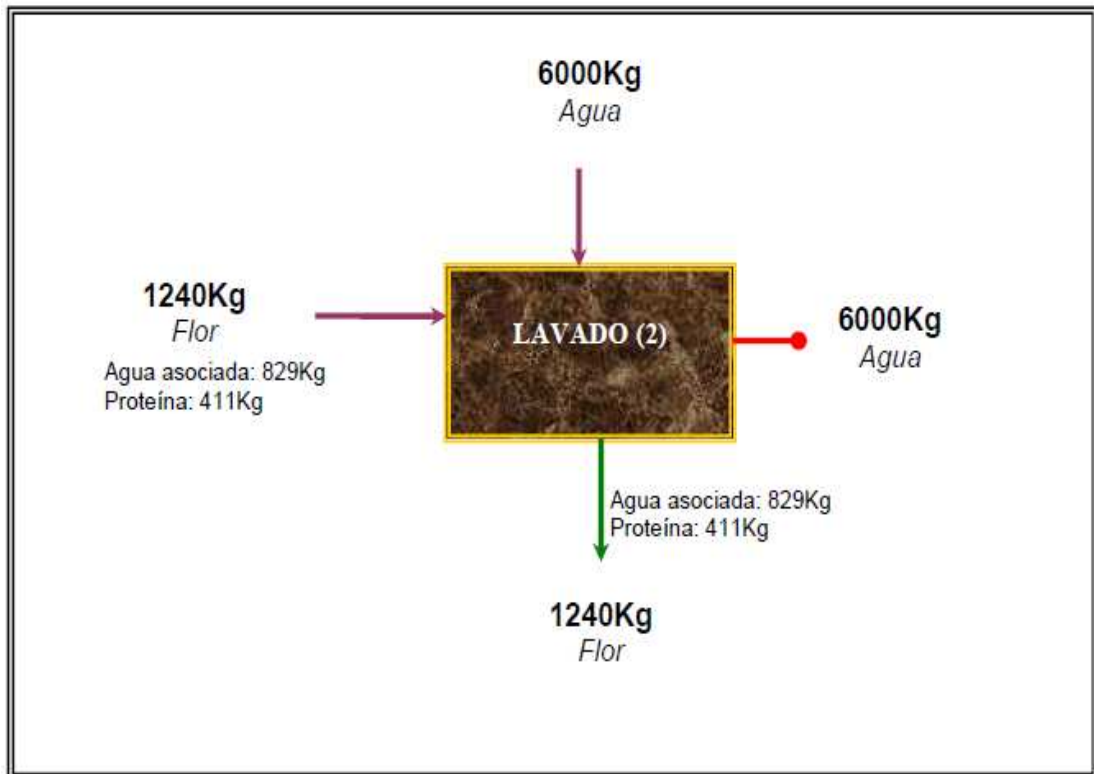 6000Kg
Agua
1240Kg
Flor
Agua asociada: 829Kg
Proteína: 411Kg
LAVADO (2)
6000Kg
Agua
Agua asociada: 829Kg
Proteína: 411Kg
1240Kg
Flor